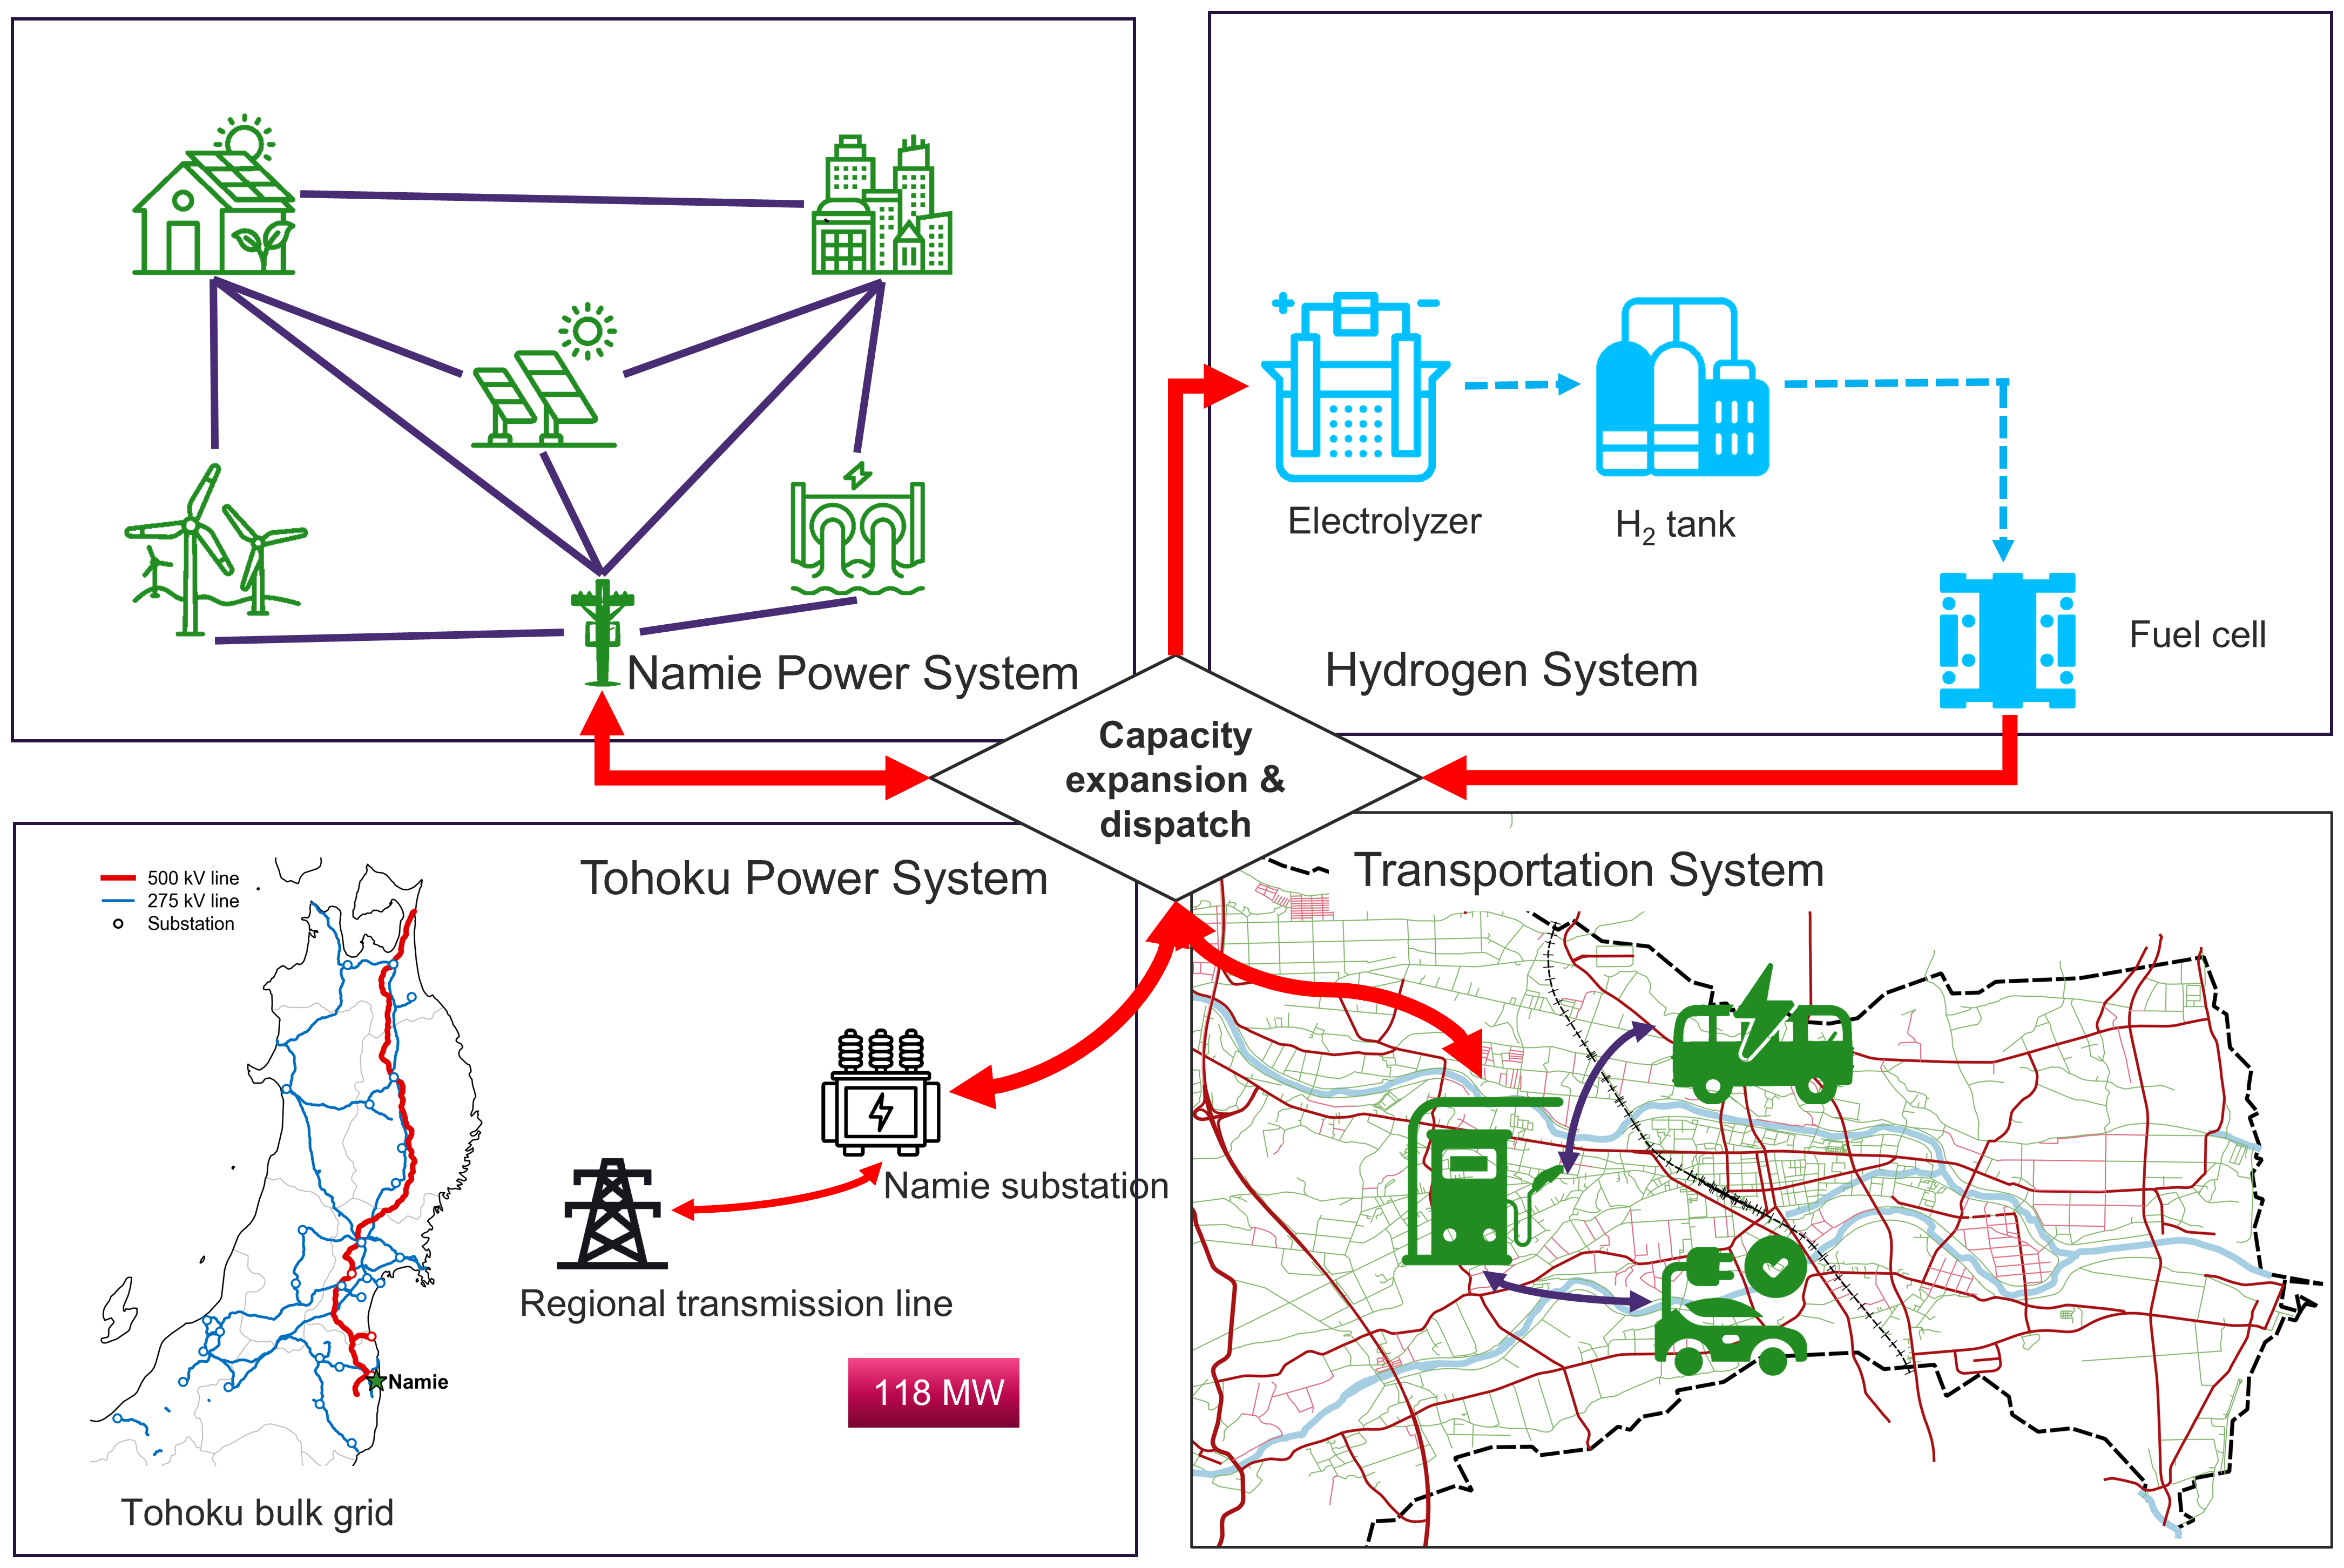 Namie Power System
Electrolyzer
H₂ tank
Fuel cell
Hydrogen System
Capacity
expansion &
dispatch
Tohoku Power System
500 kV line
275 kV line
Substation
Namie
Tohoku bulk grid
Namie substation
Regional transmission line
118 MW
Transportation System